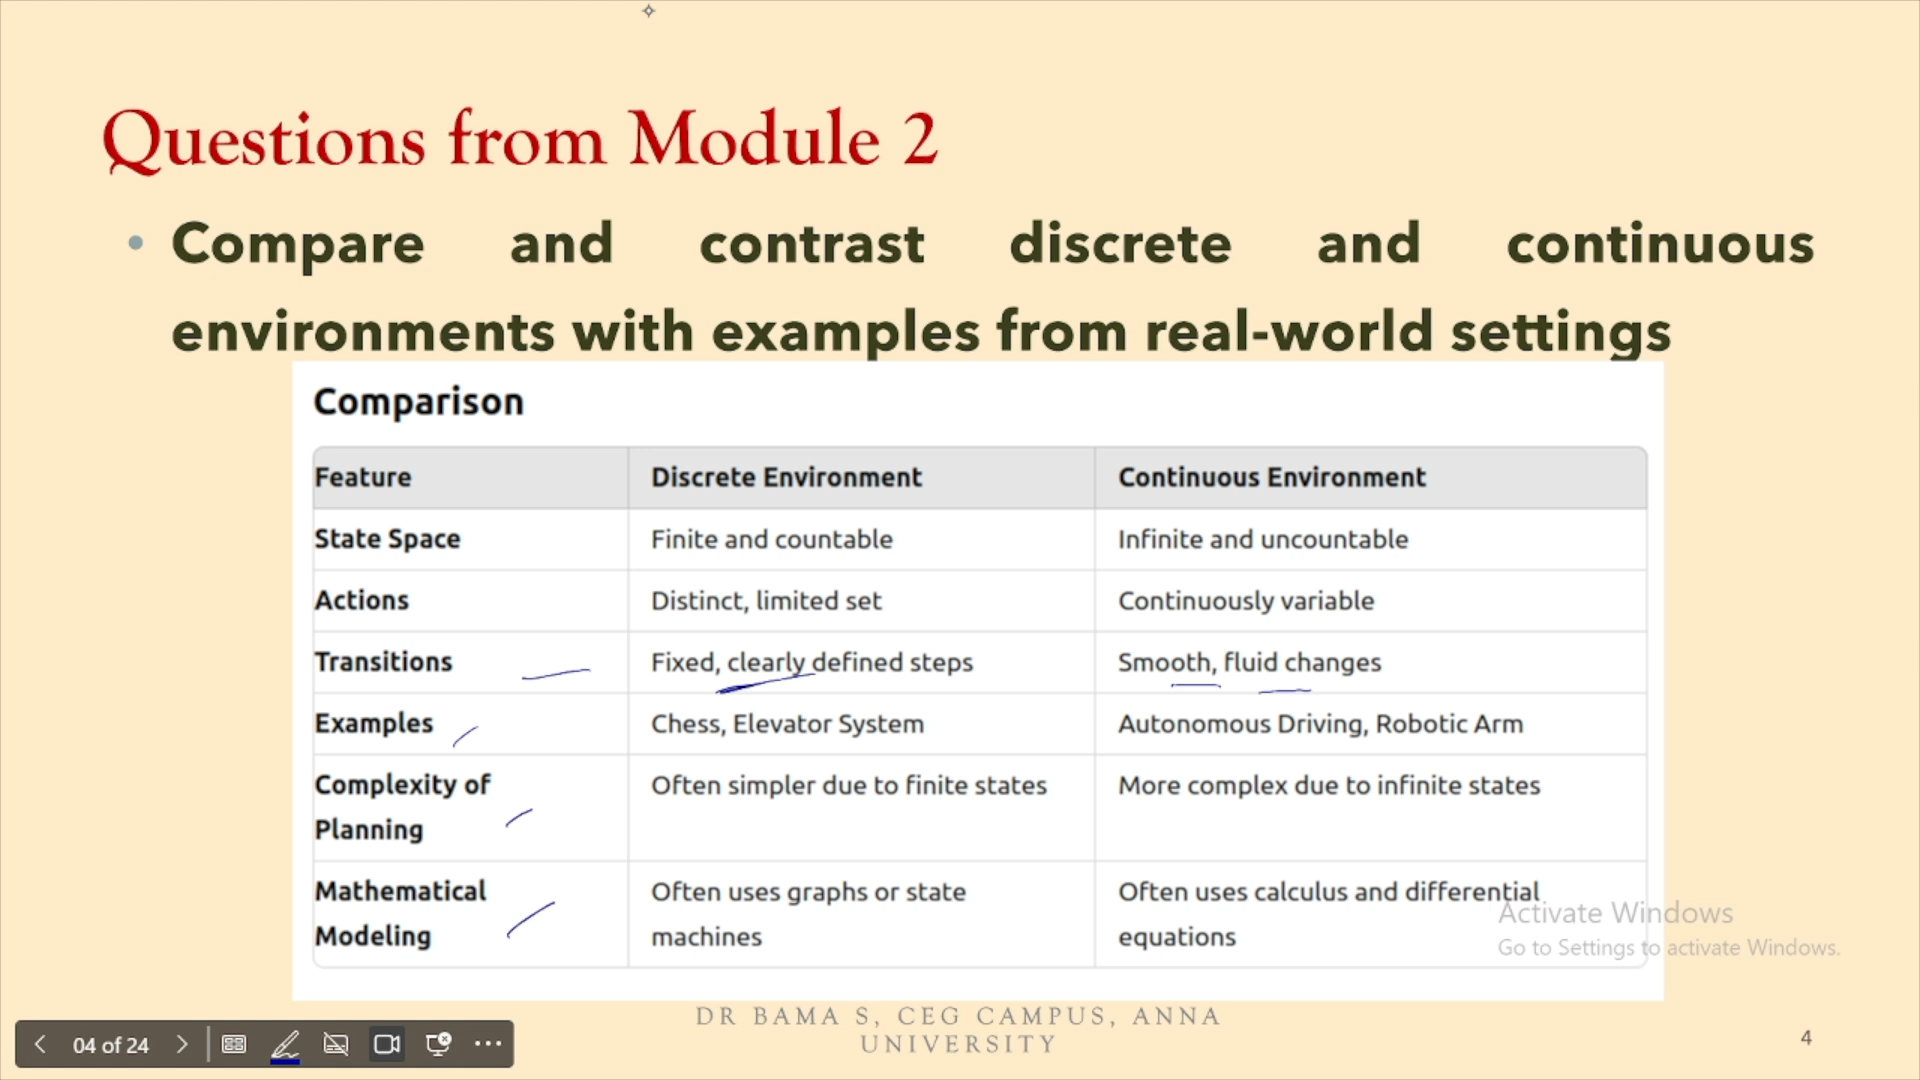 Questions from Module 2
• Compare and contrast discrete and continuous
environments with examples from real-world settings
Comparison
Feature Discrete Environment Continuous Environment
State Space Finite and countable Infinite and uncountable
Actions Distinct, limited set Continuously variable
Transitions Fixed, clearly defined steps Smooth, fluid changes
Examples Chess, Elevator System Autonomous Driving, Robotic Arm
Complexity of Often simpler due to finite states More complex due to infinite states
Planning
Mathematical Often uses graphs or state Often uses calculus and differential
Modeling machines equations
Activate Windows
Go to Settings to activate Windows.
DR BAMA S, CEG CAMPUS, ANNA
UNIVERSITY
4
04 of 24